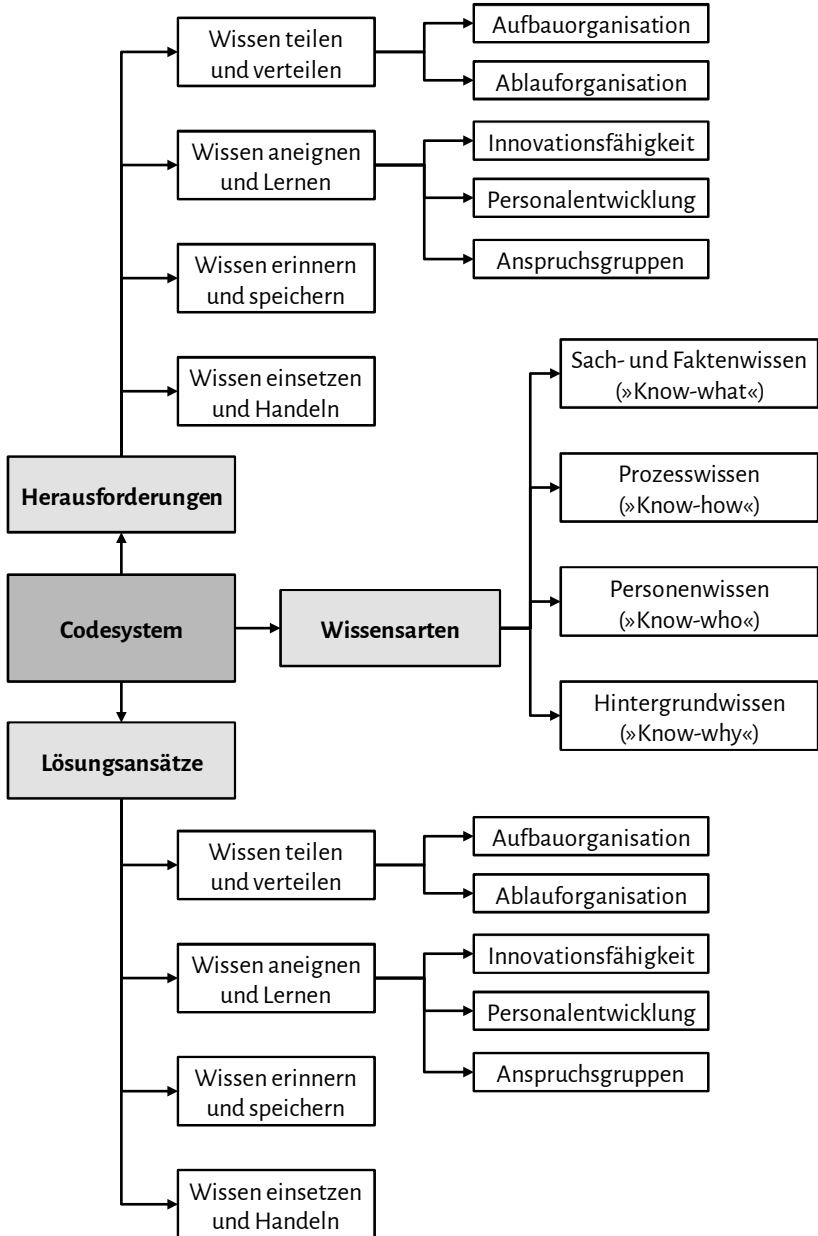 Wissen teilen
und verteilen
Aufbauorganisation
Ablauforganisation
Wissen aneignen
und Lernen
Innovationsfähigkeit
Personalentwicklung
Anspruchsgruppen
Wissen erinnern
und speichern
Wissen einsetzen
und Handeln
Herausforderungen
Codesystem
Wissensarten
Sach- und Faktenwissen
(»Know-what«)
Prozesswissen
(»Know-how«)
Personenwissen
(»Know-who«)
Hintergrundwissen
(»Know-why«)
Lösungsansätze
Wissen teilen
und verteilen
Aufbauorganisation
Ablauforganisation
Wissen aneignen
und Lernen
Innovationsfähigkeit
Personalentwicklung
Anspruchsgruppen
Wissen erinnern
und speichern
Wissen einsetzen
und Handeln